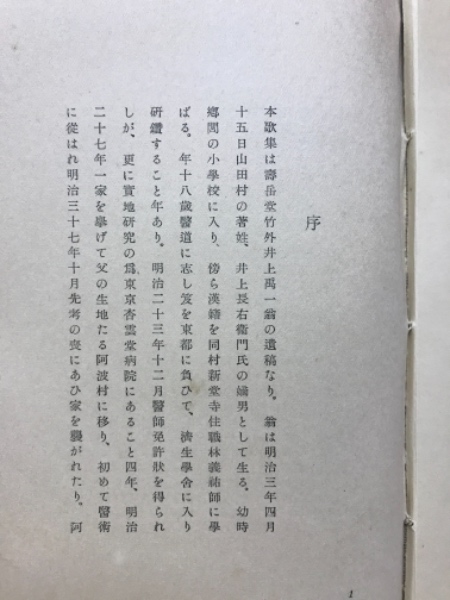 序
本歌集は壽岳堂竹外井上禹一翁の遺稿なり。翁は明治三年四月
十五日山田村の著姓、井上長右衞門氏の嫡男として生る。幼時
鄕閭の小學校に入り、傍ら漢籍を同村新堂寺住職林義祐師に學
ばる。年十八歲醫道に志し笈を東都に負ひて、濟生學舍に入り
硏鑽すること年あり。明治二十三年十二月醫師免許狀を得られ
しが、更に實地硏究の爲東京杏雲堂病院にあること四年、明治
二十七年一家を擧げて父の生地たる阿波村に移り、初めて醫術
に從はれ明治三十七年十月先考の喪にあひ家を襲がれたり。阿
1